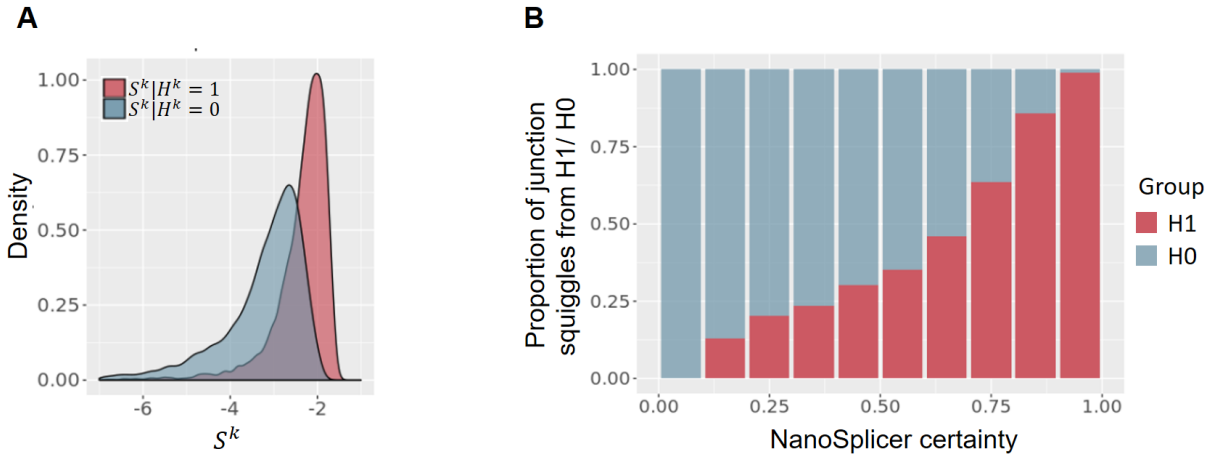 A
B
S^k|H^k = 1
S^k|H^k = 0
1.00
0.75
0.50
0.25
0.00
Density
-6
-4
-2
S^k
1.00
0.75
0.50
0.25
0.00
Proportion of junction
squiggles from H1/ H0
0.00
0.25
0.50
0.75
1.00
NanoSplicer certainty
Group
H1
H0